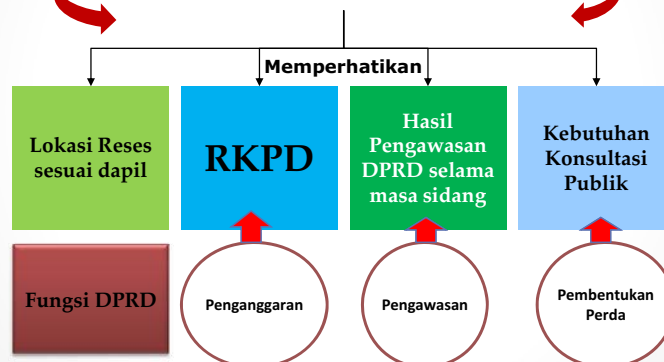 Memperhatikan
Lokasi Reses
sesuai dapil
RKPD
Hasil
Pengawasan
DPRD selama
masa sidang
Kebutuhan
Konsultasi
Publik
Fungsi DPRD
Penganggaran
Pengawasan
Pembentukan
Perda